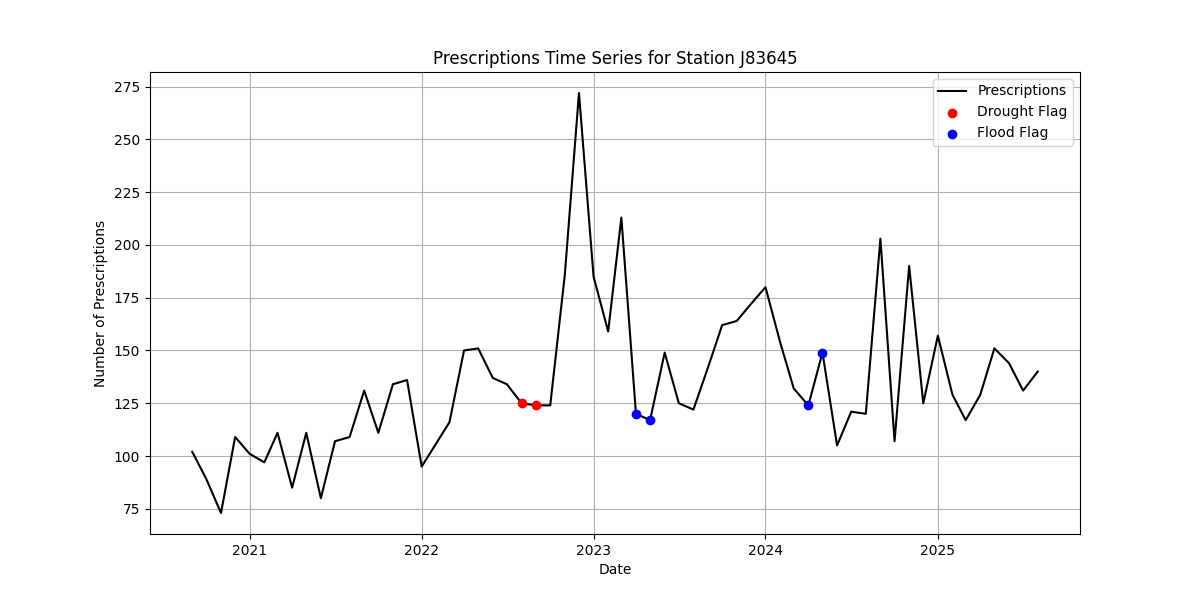 Prescriptions Time Series for Station J83645
275
250
225
200
175
150
125
100
75
Number of Prescriptions
Prescriptions
Drought Flag
Flood Flag
2021
2022
2023
2024
2025
Date